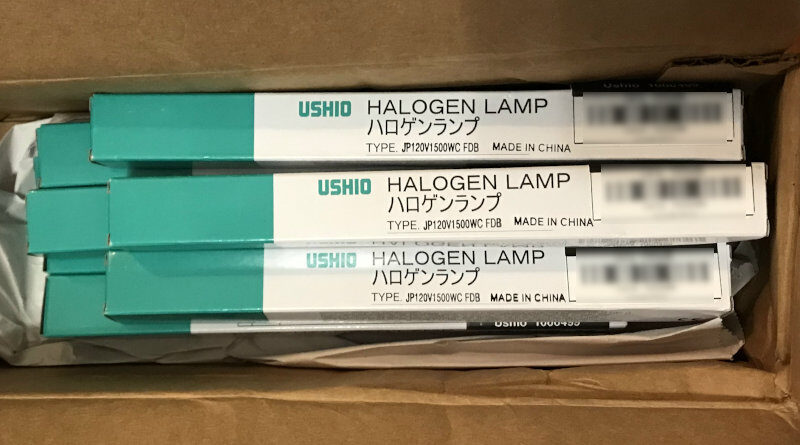 Ushio 1000499
USHIO HALOGEN LAMP
ハロゲンランプ
TYPE. JP120V1500WC FDB MADE IN CHINA
USHIO HALOGEN LAMP
ハロゲンランプ
TYPE. JP120V1500WC FDB MADE IN CHINA
USHIO HALOGEN LAMP
ハロゲンランプ
TYPE. JP120V1500WC FDB MADE IN CHINA
Ushio 1000499